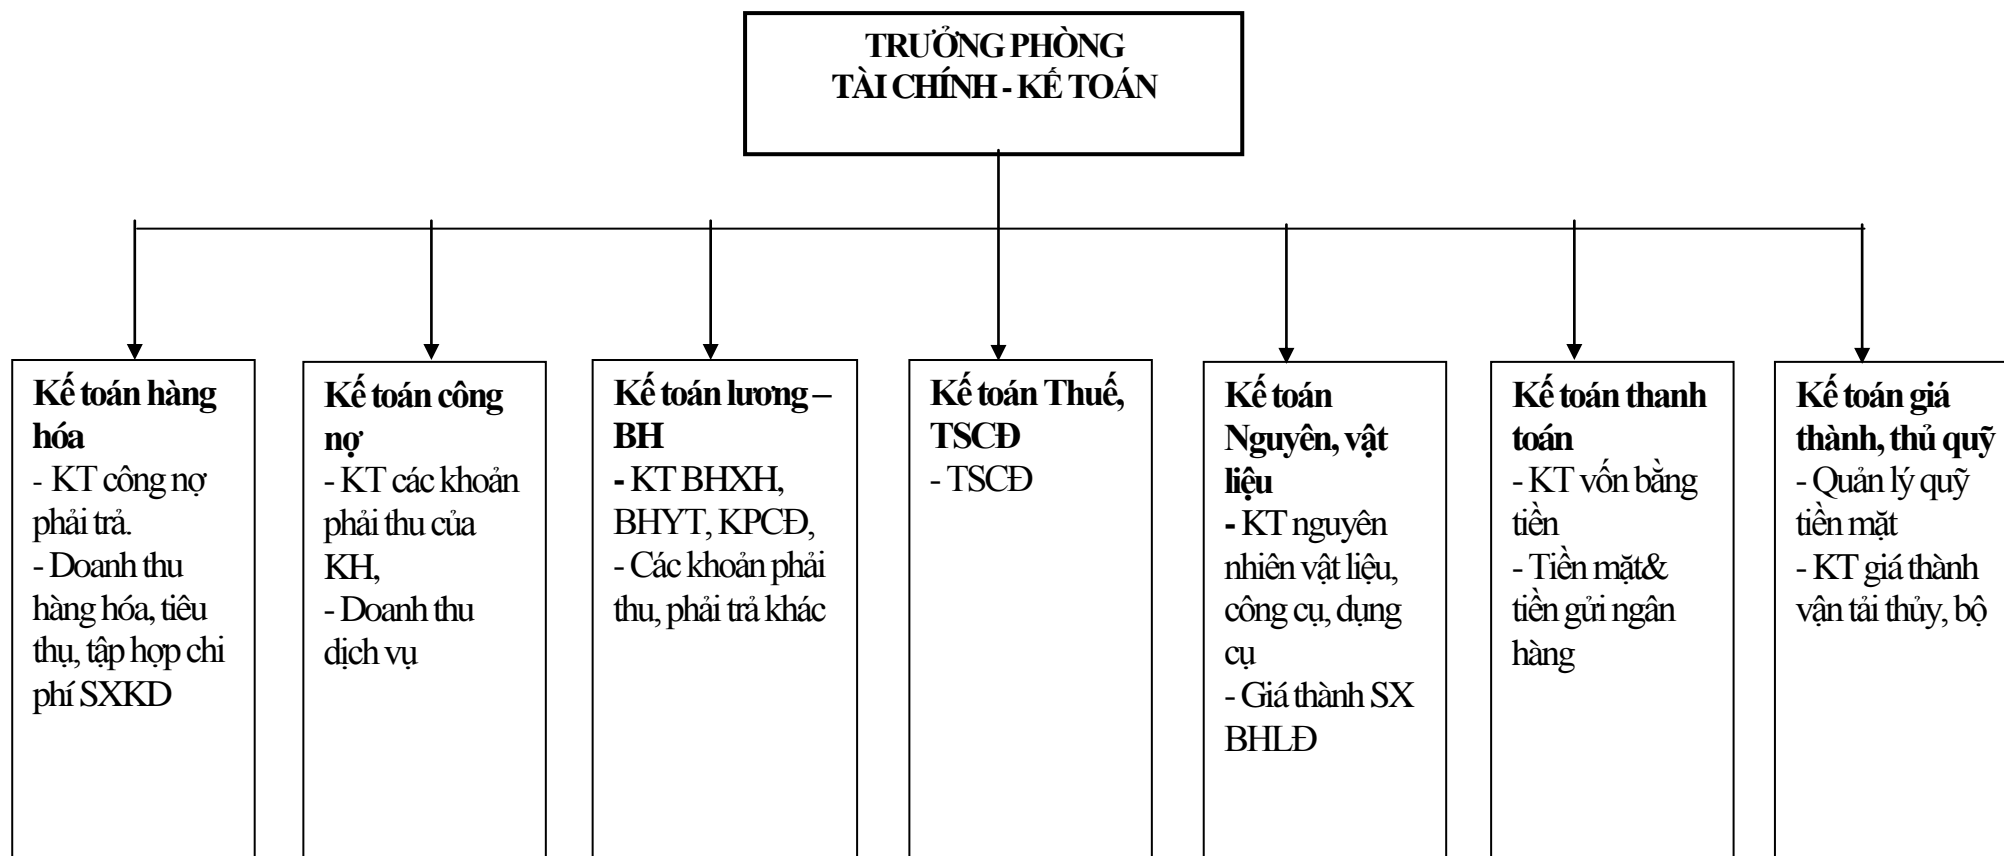 TRƯỞNG PHÒNG
TÀI CHÍNH - KẾ TOÁN
Kế toán hàng
hóa
- KT công nợ
phải trả.
- Doanh thu
hàng hóa, tiêu
thụ, tập hợp chi
phí SXKD
Kế toán công
nợ
- KT các khoản
phải thu của
KH,
- Doanh thu
dịch vụ
Kế toán lương –
BH
- KT BHXH,
BHYT, KPCĐ,
- Các khoản phải
thu, phải trả khác
Kế toán Thuế,
TSCĐ
- TSCĐ
Kế toán
Nguyên, vật
liệu
- KT nguyên
nhiên vật liệu,
công cụ, dụng
cụ
- Giá thành SX
BHLĐ
Kế toán thanh
toán
- KT vốn bằng
tiền
- Tiền mặt&
tiền gửi ngân
hàng
Kế toán giá
thành, thủ quỹ
- Quản lý quỹ
tiền mặt
- KT giá thành
vận tải thủy, bộ